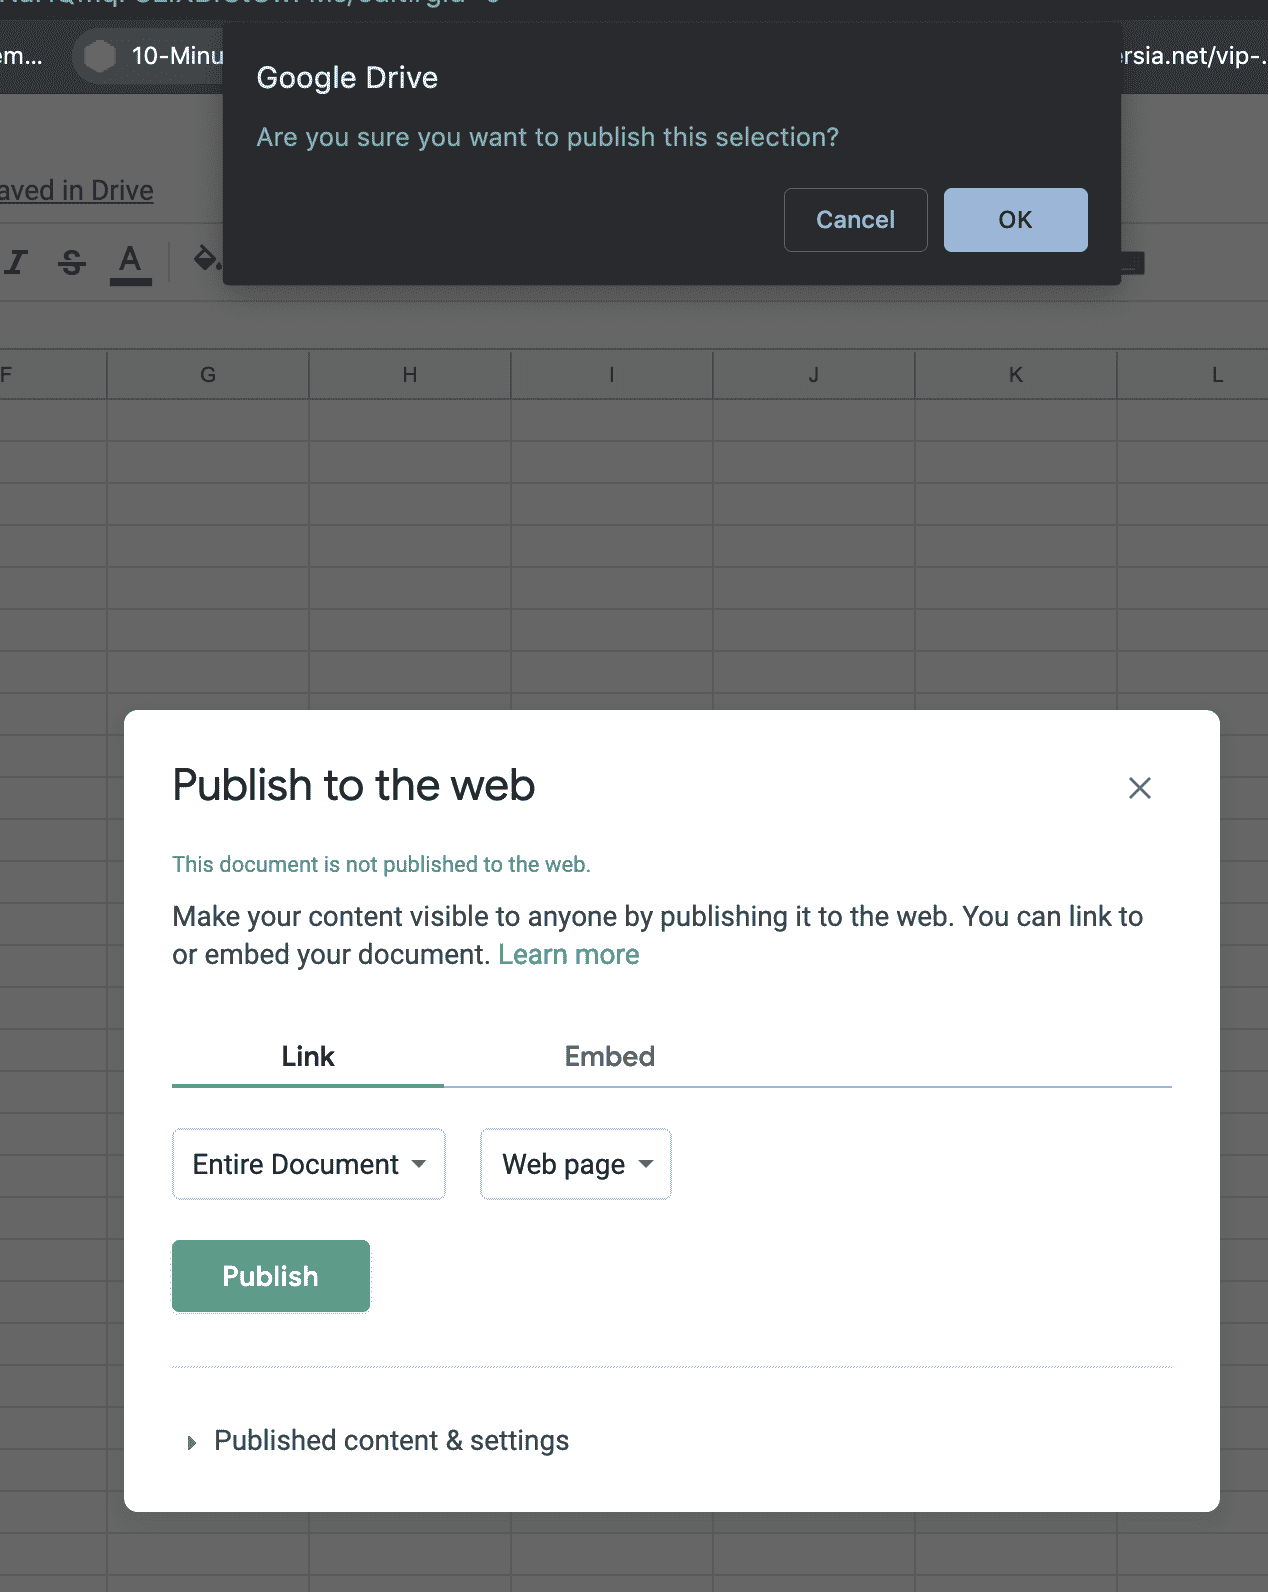 em...
10-Minu
ersia.net/vip-.
Google Drive
Are you sure you want to publish this selection?
Cancel
OK
aved in Drive
I
S
A
F
G
H
I
J
K
L
Publish to the web
This document is not published to the web.
Make your content visible to anyone by publishing it to the web. You can link to
or embed your document. Learn more
Link
Embed
Entire Document
Web page
Publish
Published content & settings